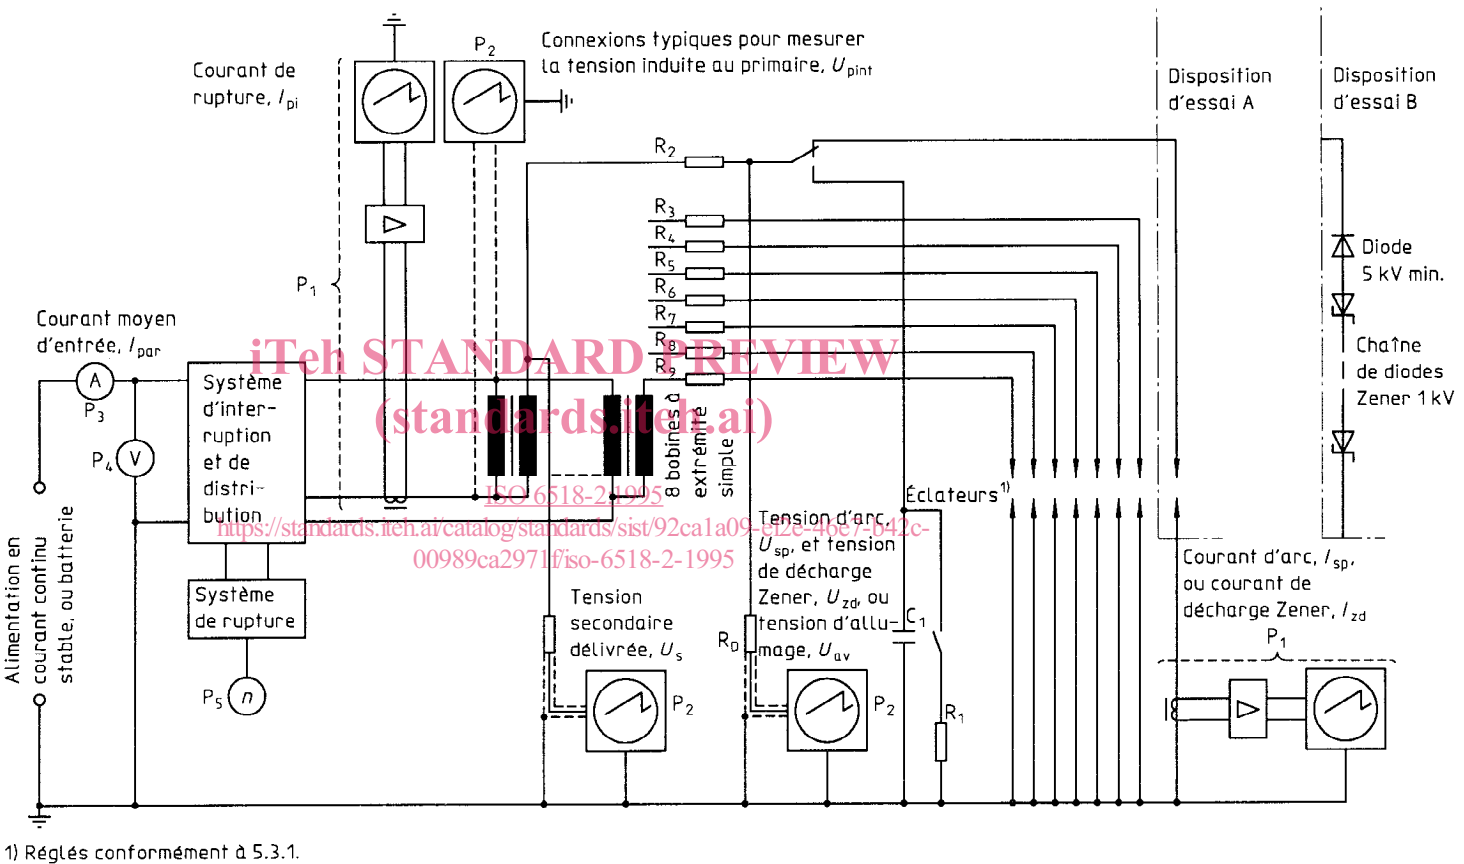 P2
Connexions typiques pour mesurer
la tension induite au primaire, Upint
Courant de
rupture, Ipi
Disposition
d'essai A
Disposition
d'essai B
R2
R3
R4
R5
R6
R7
R8
R9
P1
Diode
5 kV min.
Chaîne
de diodes
Zener 1 kV
Courant moyen
d'entrée, Ipar
A
P3
P4
V
Système
d'inter-
ruption
et de
distri-
bution
iTeh STANDARD PREVIEW
(standards.iteh.ai)
ISO 6518-2:1995
https://standards.iteh.ai/catalog/standards/sist/92ca1a09-ef2e-46e7-b42c-
00989ca2971f/iso-6518-2-1995
8 bobines à
extrémité
simple
Éclateurs 1)
Tension d'arc,
Usp, et tension
de décharge
Zener, Uzd, ou
tension d'allu-
mage, Uav
Courant d'arc, Isp,
ou courant de
décharge Zener, Izd
P1
Alimentation en
courant continu
stable, ou batterie
Système
de rupture
P5
n
Tension
secondaire
délivrée, Us
P2
RD
P2
C1
R1
1) Réglés conformément à 5.3.1.